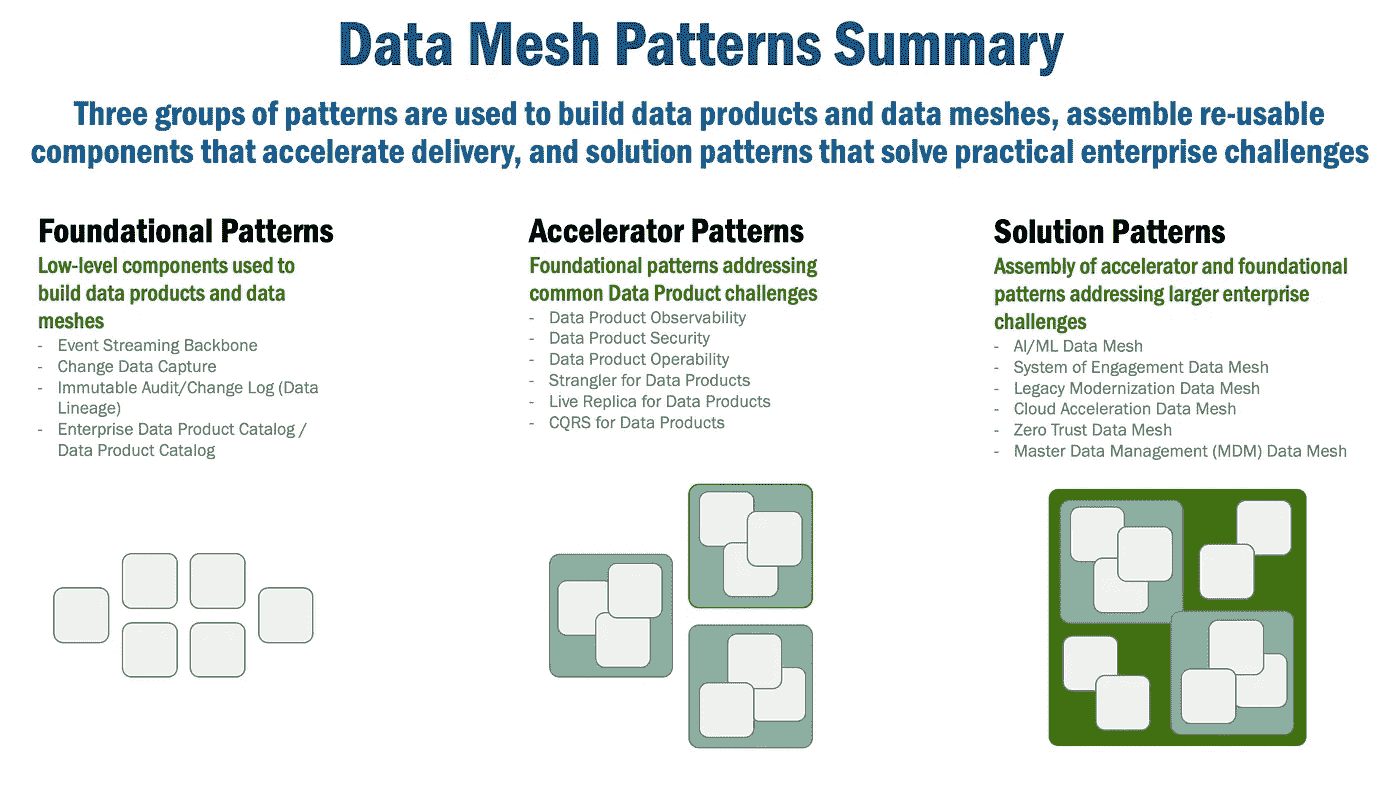 Data Mesh Patterns Summary
Three groups of patterns are used to build data products and data meshes, assemble re-usable
components that accelerate delivery, and solution patterns that solve practical enterprise challenges
Foundational Patterns
Low-level components used to
build data products and data
meshes
- Event Streaming Backbone
- Change Data Capture
- Immutable Audit/Change Log (Data
Lineage)
- Enterprise Data Product Catalog /
Data Product Catalog
Accelerator Patterns
Foundational patterns addressing
common Data Product challenges
- Data Product Observability
- Data Product Security
- Data Product Operability
- Strangler for Data Products
- Live Replica for Data Products
- CQRS for Data Products
Solution Patterns
Assembly of accelerator and foundational
patterns addressing larger enterprise
challenges
- AI/ML Data Mesh
- System of Engagement Data Mesh
- Legacy Modernization Data Mesh
- Cloud Acceleration Data Mesh
- Zero Trust Data Mesh
- Master Data Management (MDM) Data Mesh